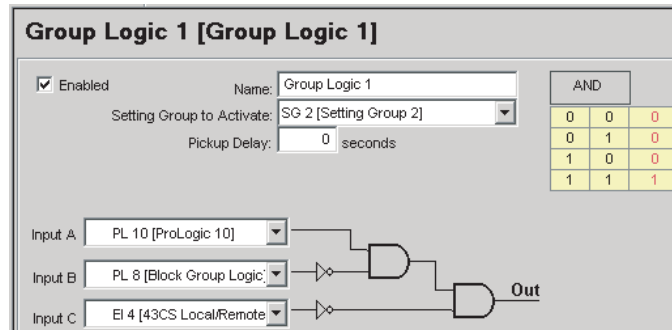 Group Logic 1 [Group Logic 1]
Enabled
Name: Group Logic 1
Setting Group to Activate: SG 2 [Setting Group 2]
Pickup Delay: 0 seconds
AND
0 0 0
0 1 0
1 0 0
1 1 1
Input A PL 10 [ProLogic 10]
Input B PL 8 [Block Group Logic]
Input C EI 4 [43CS Local/Remote
Out